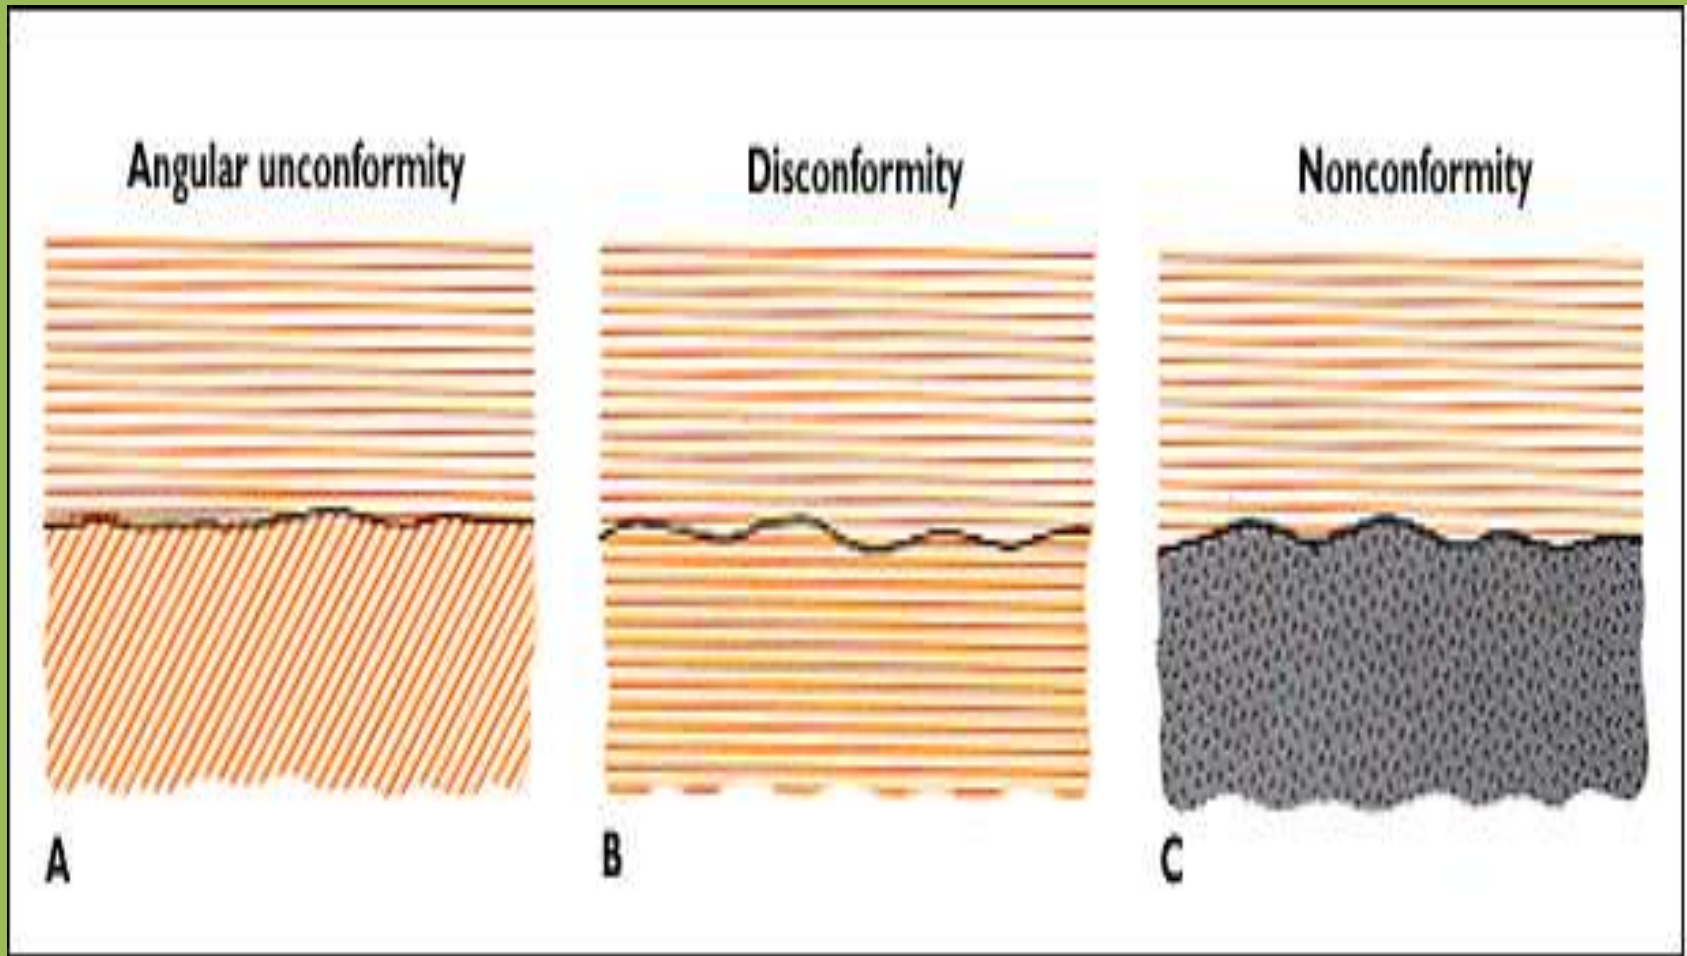 Angular unconformity
Disconformity
Nonconformity
A
B
C